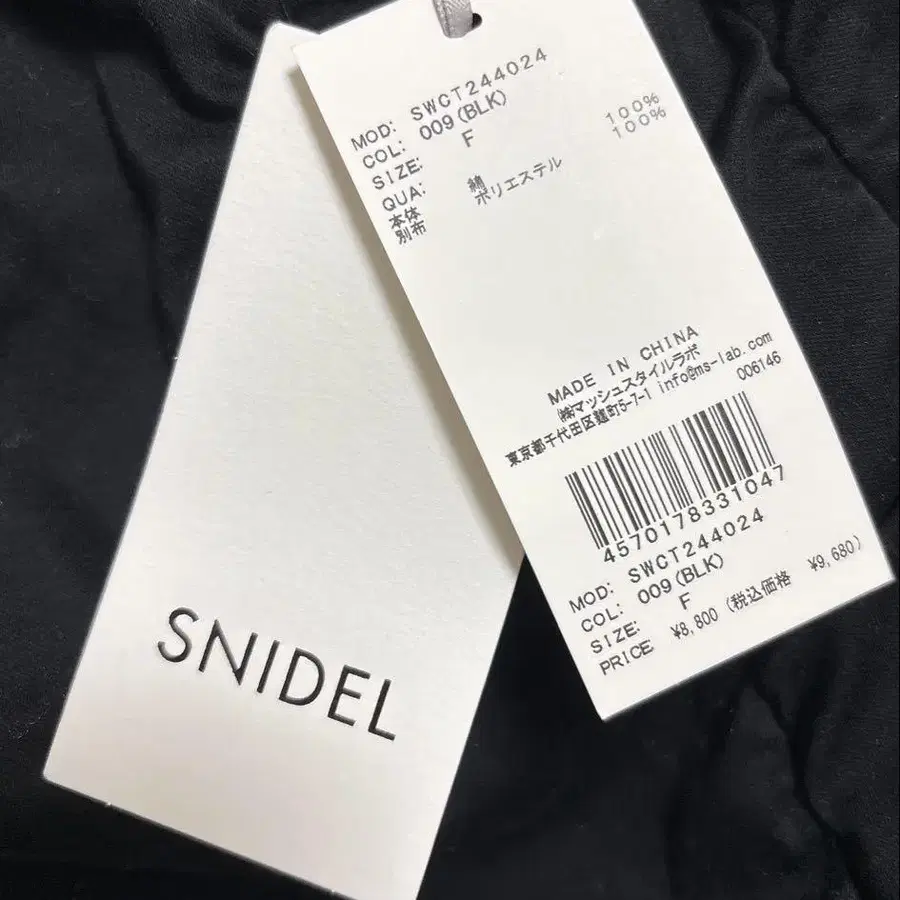 MOD: SWCT244024
COL: 009(BLK)
SIZE: F
QUA:
本体 綿 100%
別布 ポリエステル 100%
MADE IN CHINA
㈱マッシュスタイルラボ
東京都千代田区麹町5-7-1 info@ms-lab.com
006146
4570178331047
MOD: SWCT244024
COL: 009(BLK)
SIZE: F
PRICE ¥8,800 (税込価格 ¥9,680)
SNIDEL